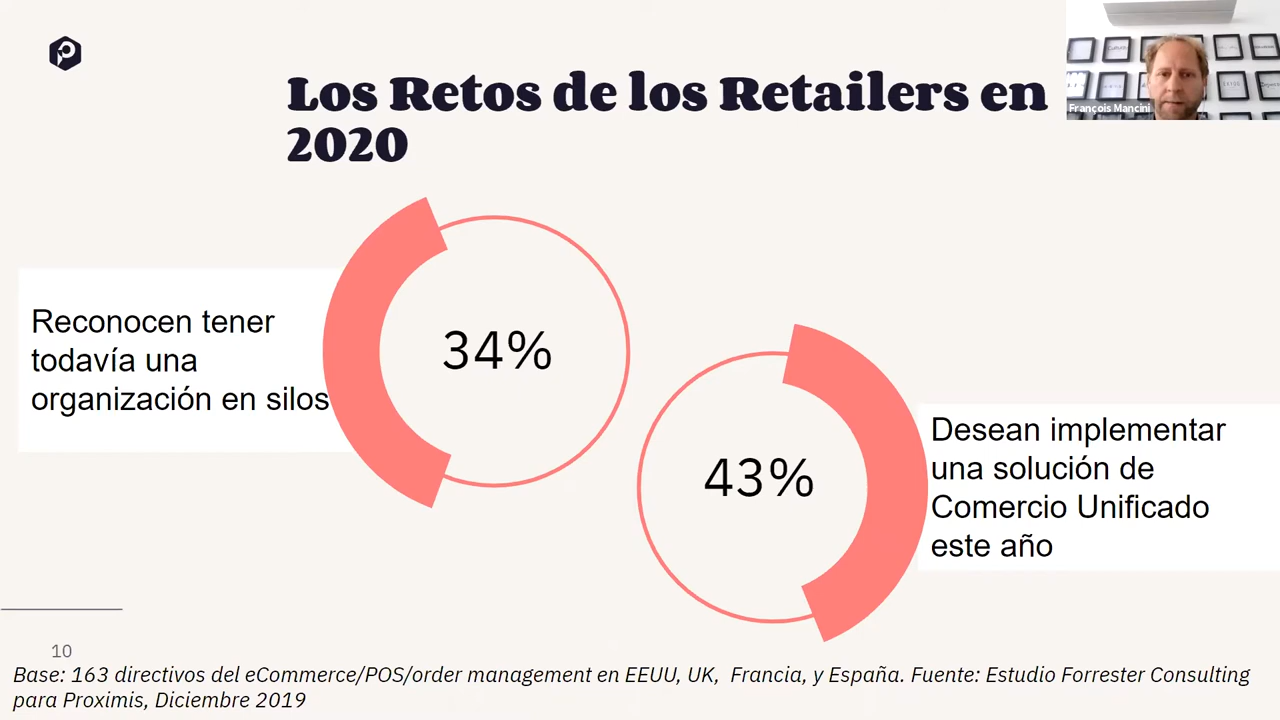 Los Retos de los Retailers en
2020
François Mancini
Reconocen tener
todavía una
organización en silos
34%
43%
Desean implementar
una solución de
Comercio Unificado
este año
10
Base: 163 directivos del eCommerce/POS/order management en EEUU, UK, Francia, y España. Fuente: Estudio Forrester Consulting
para Proximis, Diciembre 2019